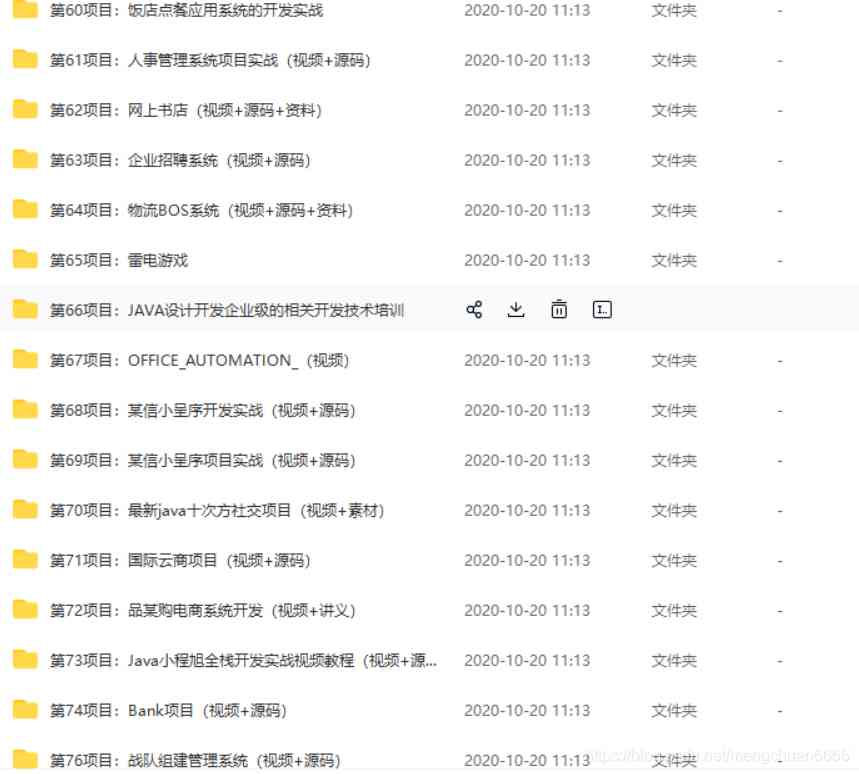 第60项目：饭店点餐应用系统的开发实战 2020-10-20 11:13 文件夹 -
第61项目：人事管理系统项目实战（视频+源码） 2020-10-20 11:13 文件夹 -
第62项目：网上书店（视频+源码+资料） 2020-10-20 11:13 文件夹 -
第63项目：企业招聘系统（视频+源码） 2020-10-20 11:13 文件夹 -
第64项目：物流BOS系统（视频+源码+资料） 2020-10-20 11:13 文件夹 -
第65项目：雷电游戏 2020-10-20 11:13 文件夹 -
第66项目：JAVA设计开发企业级的相关开发技术培训
第67项目：OFFICE_AUTOMATION_（视频） 2020-10-20 11:13 文件夹 -
第68项目：某信小呈序开发实战（视频+源码） 2020-10-20 11:13 文件夹 -
第69项目：某信小呈序项目实战（视频+源码） 2020-10-20 11:13 文件夹 -
第70项目：最新java十次方社交项目（视频+素材） 2020-10-20 11:13 文件夹 -
第71项目：国际云商项目（视频+源码） 2020-10-20 11:13 文件夹 -
第72项目：品某购电商系统开发（视频+讲义） 2020-10-20 11:13 文件夹 -
第73项目：Java小程旭全栈开发实战视频教程（视频+源... 2020-10-20 11:13 文件夹 -
第74项目：Bank项目（视频+源码） 2020-10-20 11:13 文件夹 -
第76项目：战队组建管理系统（视频+源码） 2020-10-20 11:13 文件夹 -